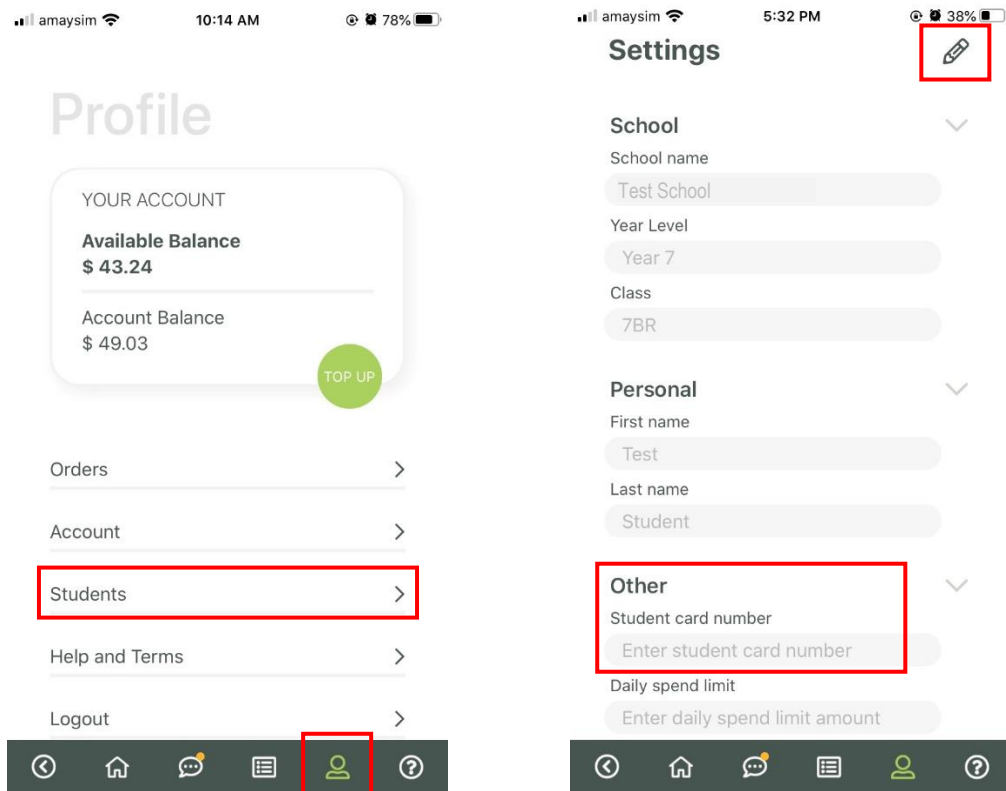 amaysim 10:14 AM 78%
Profile
YOUR ACCOUNT
Available Balance
$ 43.24
Account Balance
$ 49.03
TOP UP
Orders
Account
Students
Help and Terms
Logout
amaysim 5:32 PM 38%
Settings
School
School name
Test School
Year Level
Year 7
Class
7BR
Personal
First name
Test
Last name
Student
Other
Student card number
Enter student card number
Daily spend limit
Enter daily spend limit amount